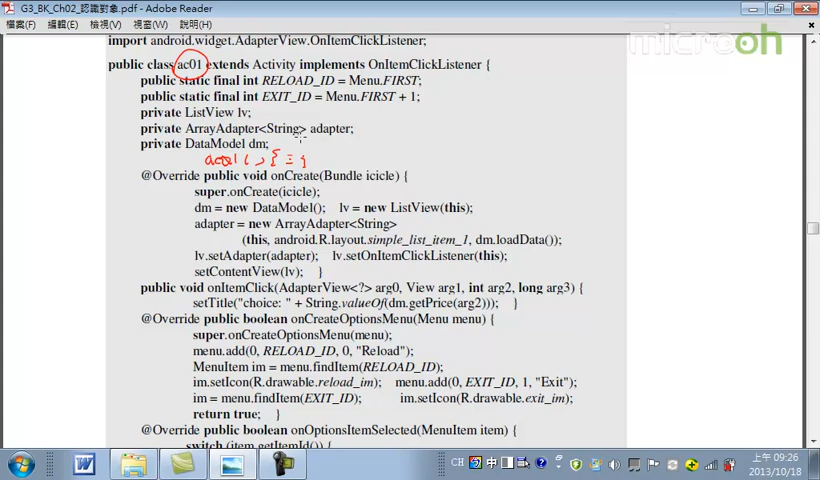 G3_BK_Ch02_認識對象.pdf - Adobe Reader
檔案(F) 編輯(E) 檢視(V) 視窗(W) 說明(H)
microoh
import android.widget.AdapterView.OnItemClickListener;
public class ac01 extends Activity implements OnItemClickListener {
public static final int RELOAD_ID = Menu.FIRST;
public static final int EXIT_ID = Menu.FIRST + 1;
private ListView lv;
private ArrayAdapter<String> adapter;
private DataModel dm;
@Override public void onCreate(Bundle icicle) {
super.onCreate(icicle);
dm = new DataModel(); lv = new ListView(this);
adapter = new ArrayAdapter<String>
(this, android.R.layout.simple_list_item_1, dm.loadData());
lv.setAdapter(adapter); lv.setOnItemClickListener(this);
setContentView(lv); }
public void onItemClick(AdapterView<?> arg0, View arg1, int arg2, long arg3) {
setTitle("choice: " + String.valueOf(dm.getPrice(arg2))); }
@Override public boolean onCreateOptionsMenu(Menu menu) {
super.onCreateOptionsMenu(menu);
menu.add(0, RELOAD_ID, 0, "Reload");
MenuItem im = menu.findItem(RELOAD_ID);
im.setIcon(R.drawable.reload_im); menu.add(0, EXIT_ID, 1, "Exit");
im = menu.findItem(EXIT_ID); im.setIcon(R.drawable.exit_im);
return true; }
@Override public boolean onOptionsItemSelected(MenuItem item) {
switch (item.getItemId()) {
CH 中
上午 09:26
2013/10/18